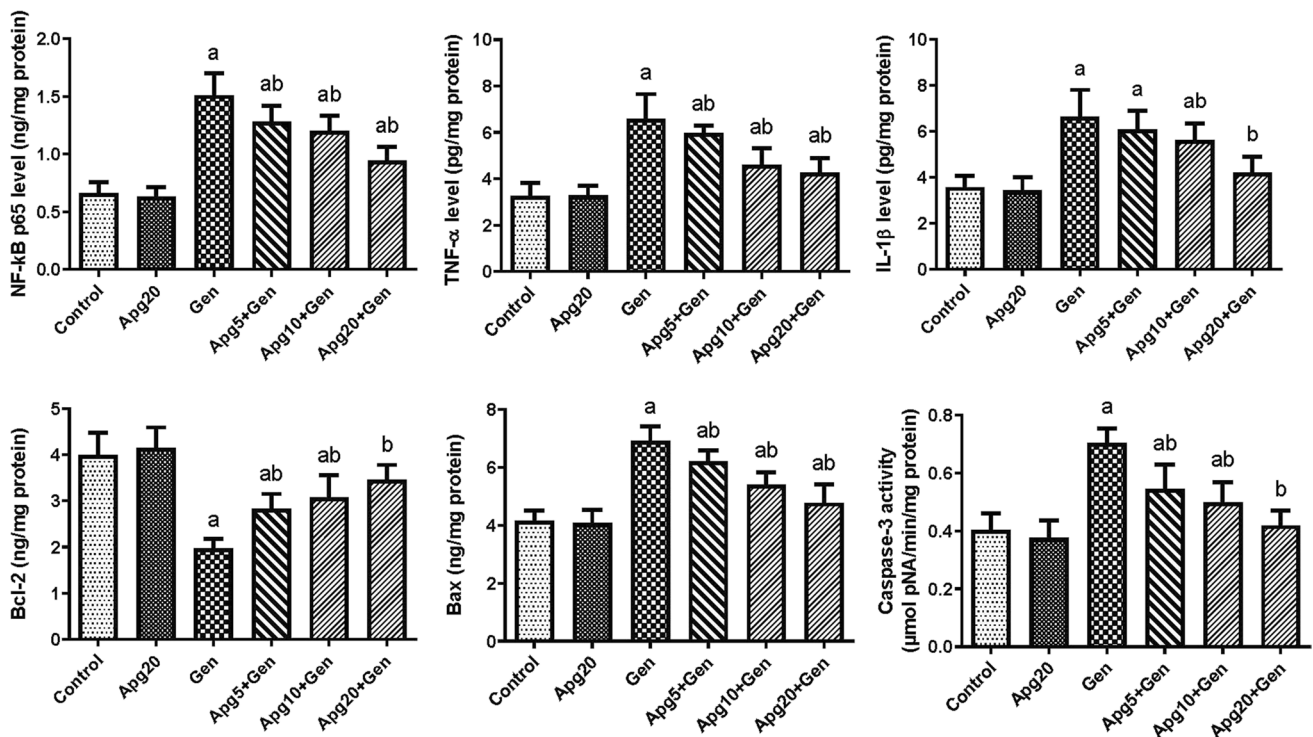 NF-kB p65 level (ng/mg protein)
2.0
1.5
1.0
0.5
0.0
a
ab
ab
ab
Control
Apg20
Gen
Apg5+Gen
Apg10+Gen
Apg20+Gen
TNF-α level (pg/mg protein)
10
8
6
4
2
0
a
ab
ab
ab
Control
Apg20
Gen
Apg5+Gen
Apg10+Gen
Apg20+Gen
IL-1β level (pg/mg protein)
10
8
6
4
2
0
a
a
ab
b
Control
Apg20
Gen
Apg5+Gen
Apg10+Gen
Apg20+Gen
Bcl-2 (ng/mg protein)
5
4
3
2
1
0
a
ab
ab
b
Control
Apg20
Gen
Apg5+Gen
Apg10+Gen
Apg20+Gen
Bax (ng/mg protein)
8
6
4
2
0
a
ab
ab
ab
Control
Apg20
Gen
Apg5+Gen
Apg10+Gen
Apg20+Gen
Caspase-3 activity
(µmol pNA/min/mg protein)
0.8
0.6
0.4
0.2
0.0
a
ab
ab
b
Control
Apg20
Gen
Apg5+Gen
Apg10+Gen
Apg20+Gen